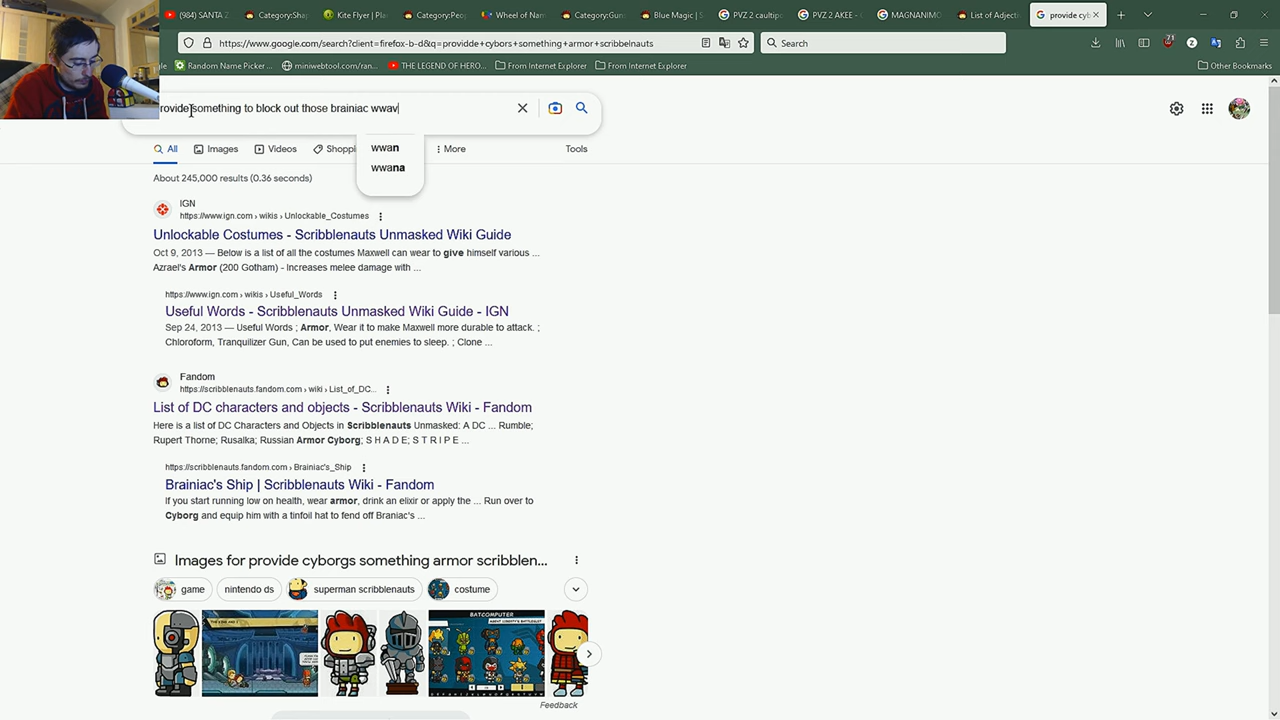 (984) SANTA Z
Category:Sha
Kite Flyer | Pla
Category:Peo
Wheel of Nam
Category:Gun
Blue Magic | S
PVZ 2 caultipo
PVZ 2 AKEE -
MAGNANIMO
List of Adjectiv
provide cyb
https://www.google.com/search?client=firefox-b-d&q=providde+cybors+something+armor+scribbelnauts
Search
Random Name Picker ...
miniwebtool.com/ran...
THE LEGEND OF HERO...
From Internet Explorer
From Internet Explorer
Other Bookmarks
rovide something to block out those brainiac wwav
wwan
wwana
All
Images
Videos
Shoppi
More
Tools
About 245,000 results (0.36 seconds)
IGN
https://www.ign.com › wikis › Unlockable_Costumes
Unlockable Costumes - Scribblenauts Unmasked Wiki Guide
Oct 9, 2013 — Below is a list of all the costumes Maxwell can wear to give himself various ...
Azrael's Armor (200 Gotham) - Increases melee damage with ...
https://www.ign.com › wikis › Useful_Words
Useful Words - Scribblenauts Unmasked Wiki Guide - IGN
Sep 24, 2013 — Useful Words ; Armor, Wear it to make Maxwell more durable to attack. ;
Chloroform, Tranquilizer Gun, Can be used to put enemies to sleep. ; Clone ...
Fandom
https://scribblenauts.fandom.com › wiki › List_of_DC...
List of DC characters and objects - Scribblenauts Wiki - Fandom
Here is a list of DC Characters and Objects in Scribblenauts Unmasked: A DC ... Rumble;
Rupert Thorne; Rusalka; Russian Armor Cyborg; S H A D E; S T R I P E ...
https://scribblenauts.fandom.com › wiki › Brainiac's_Ship
Brainiac's Ship | Scribblenauts Wiki - Fandom
If you start running low on health, wear armor, drink an elixir or apply the ... Run over to
Cyborg and equip him with a tinfoil hat to fend off Braniac's ...
Images for provide cyborgs something armor scribblen...
game
nintendo ds
superman scribblenauts
costume
BATCOMPUTER
Feedback